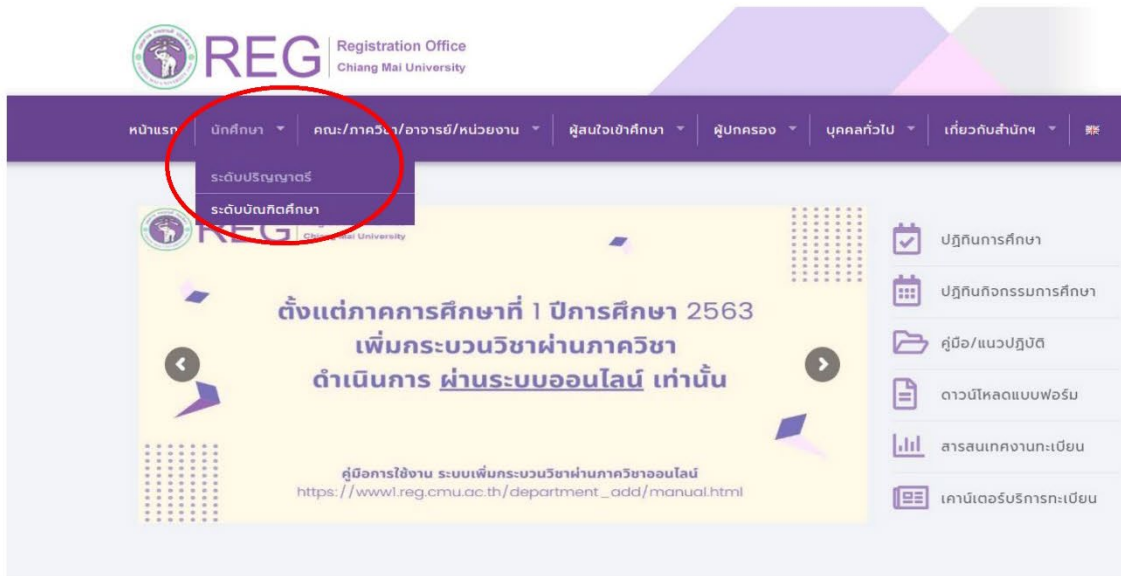 REG
Registration Office
Chiang Mai University
หน้าแรก นักศึกษา คณะ/ภาควิชา/อาจารย์/หน่วยงาน ผู้สนใจเข้าศึกษา ผู้ปกครอง บุคคลทั่วไป เกี่ยวกับสำนักฯ
ระดับปริญญาตรี
ระดับบัณฑิตศึกษา
REG
Chiang Mai University
ตั้งแต่ภาคการศึกษาที่ 1 ปีการศึกษา 2563
เพิ่มกระบวนวิชาผ่านภาควิชา
ดำเนินการ ผ่านระบบออนไลน์ เท่านั้น
คู่มือการใช้งาน ระบบเพิ่มกระบวนวิชาผ่านภาควิชาออนไลน์
https://www1.reg.cmu.ac.th/department_add/manual.html
ปฏิทินการศึกษา
ปฏิทินกิจกรรมการศึกษา
คู่มือ/แนวปฏิบัติ
ดาวน์โหลดแบบฟอร์ม
สารสนเทศงานทะเบียน
เคาน์เตอร์บริการทะเบียน